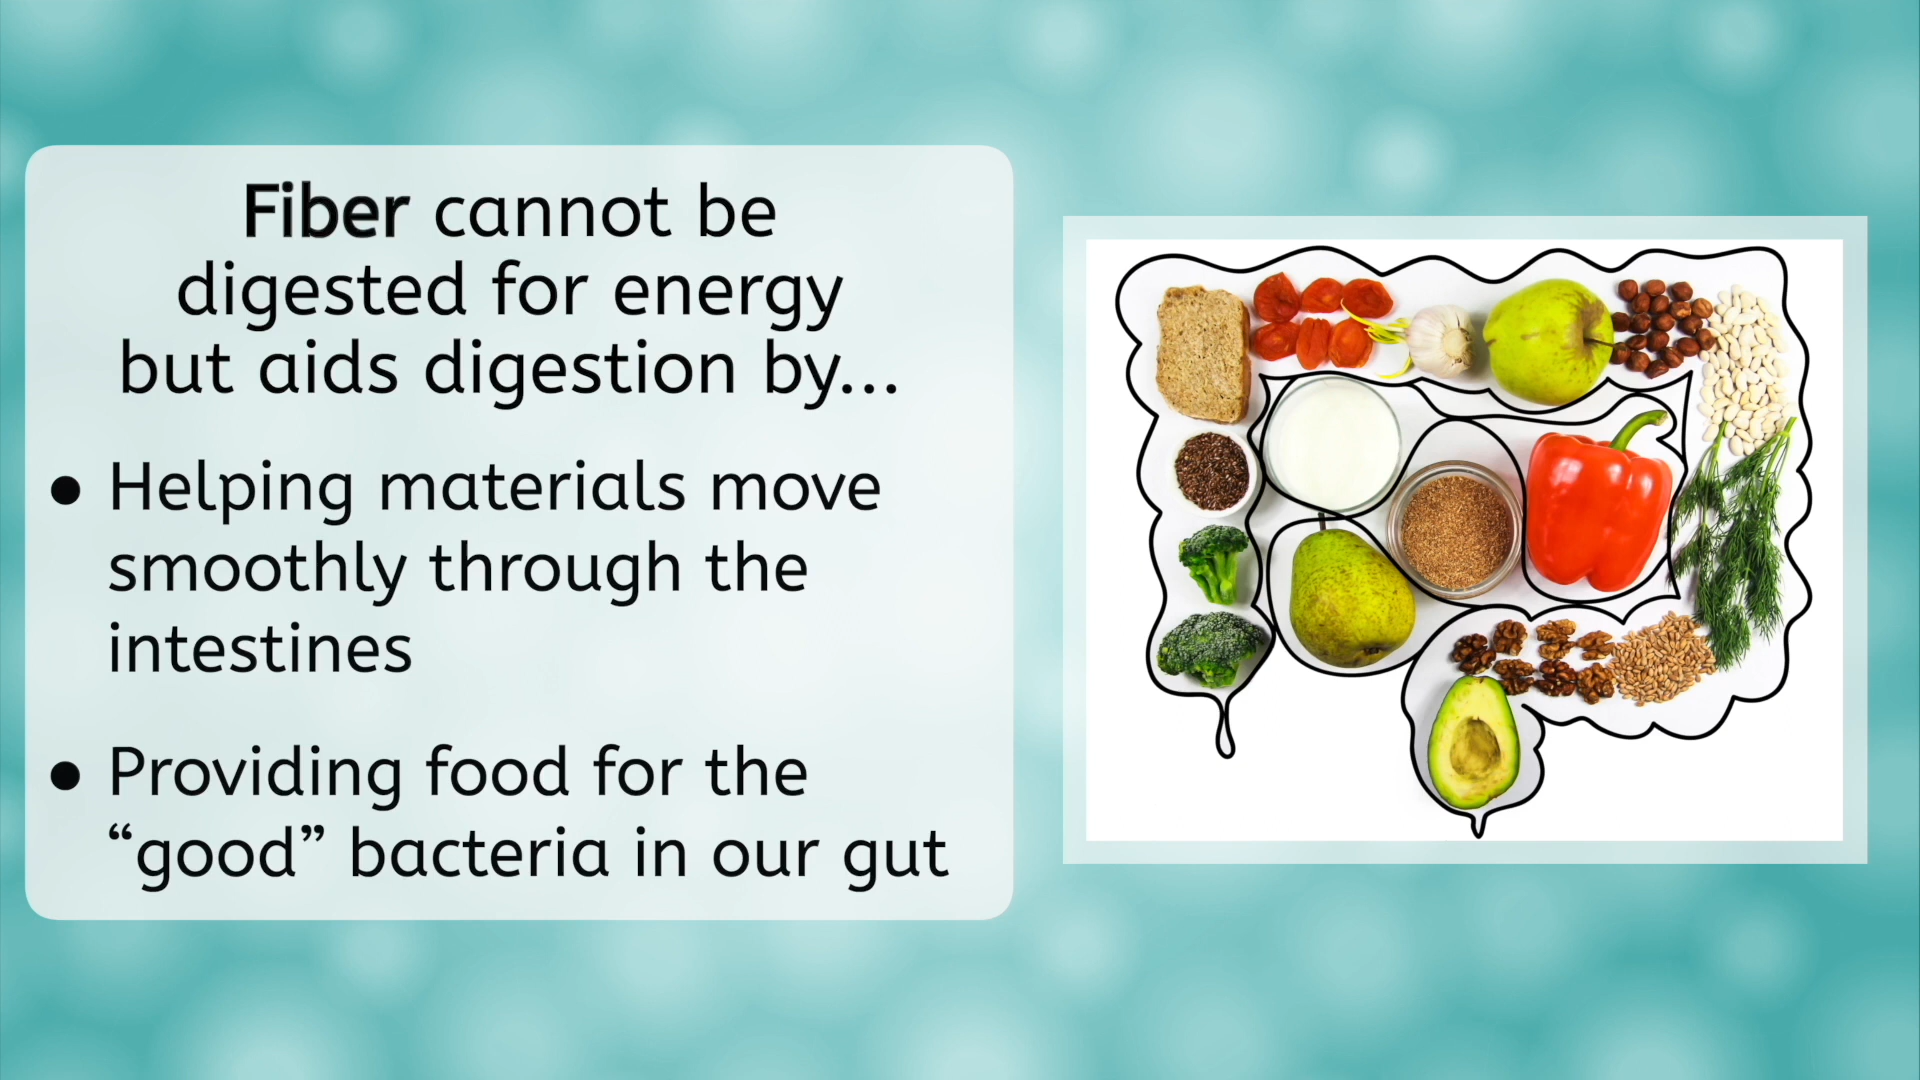 Fiber cannot be
digested for energy
but aids digestion by...
● Helping materials move
smoothly through the
intestines
● Providing food for the
“good” bacteria in our gut